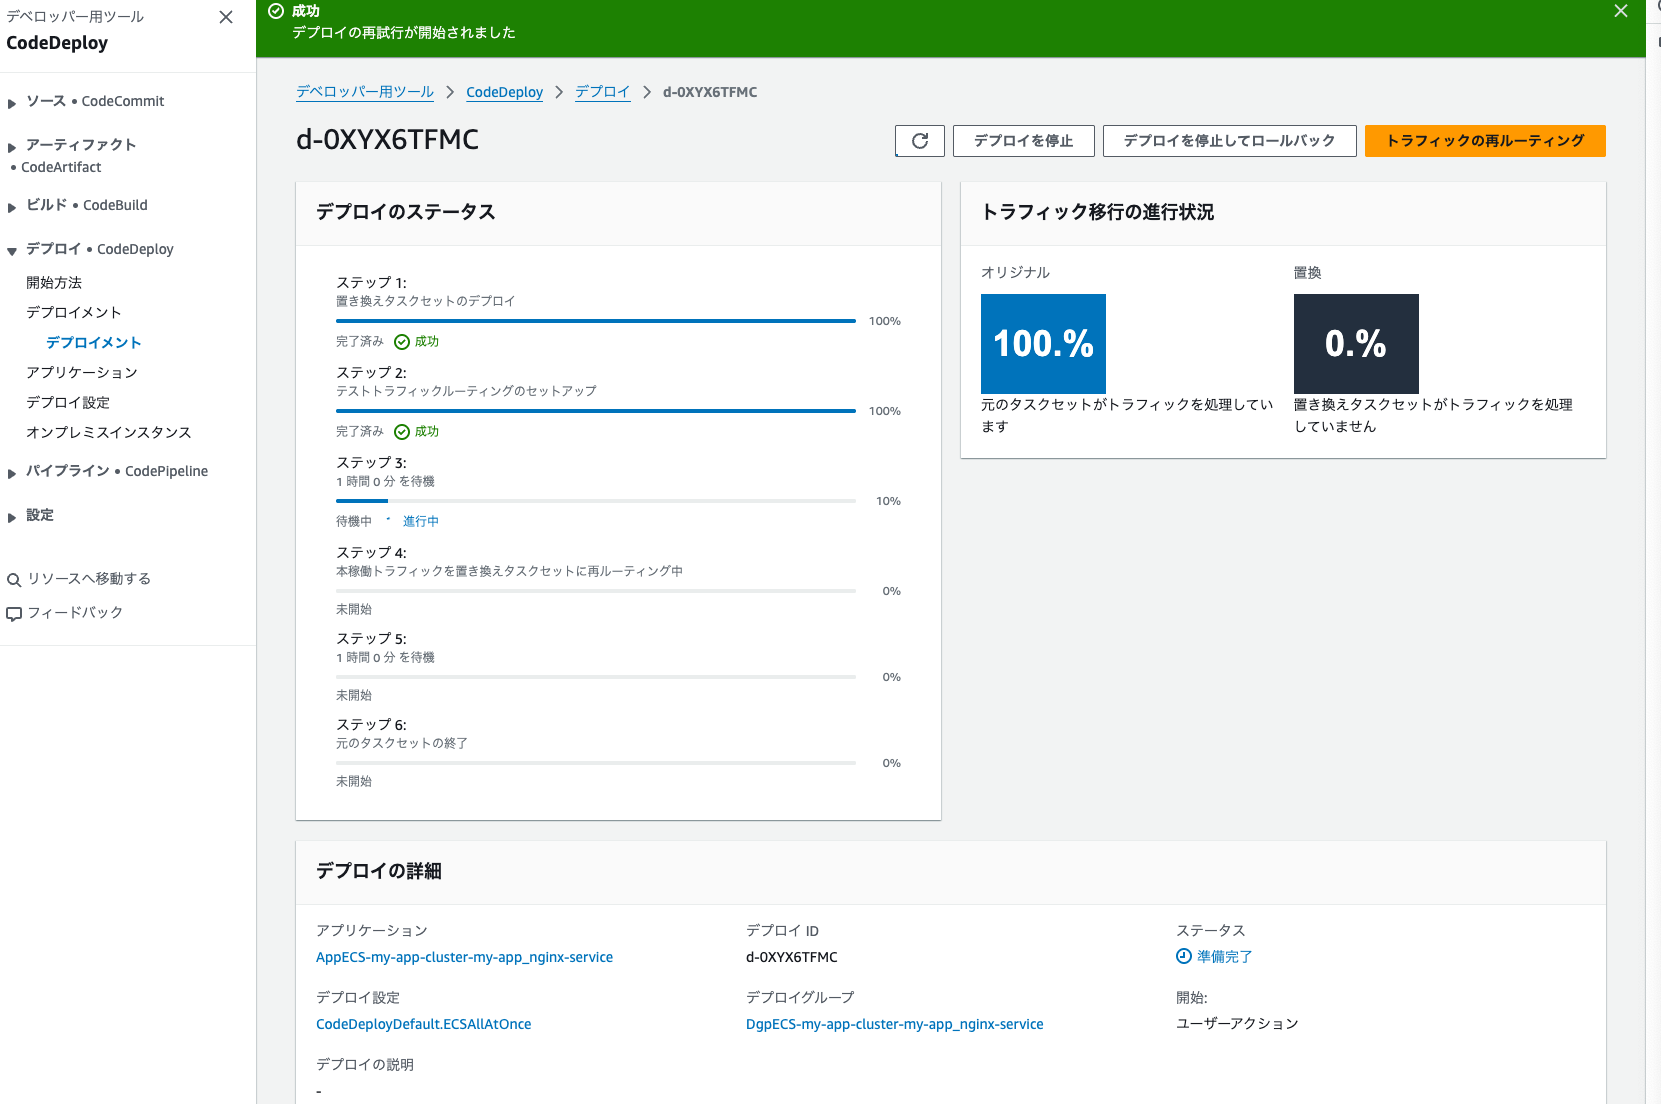 デベロッパー用ツール
CodeDeploy
ソース • CodeCommit
アーティファクト
• CodeArtifact
ビルド • CodeBuild
デプロイ • CodeDeploy
開始方法
デプロイメント
デプロイメント
アプリケーション
デプロイ設定
オンプレミスインスタンス
パイプライン • CodePipeline
設定
リソースへ移動する
フィードバック
成功
デプロイの再試行が開始されました
デベロッパー用ツール > CodeDeploy > デプロイ > d-0XYX6TFMC
d-0XYX6TFMC
デプロイを停止
デプロイを停止してロールバック
トラフィックの再ルーティング
デプロイのステータス
ステップ 1:
置き換えタスクセットのデプロイ
100%
完了済み 成功
ステップ 2:
テストトラフィックルーティングのセットアップ
100%
完了済み 成功
ステップ 3:
1 時間 0 分 を待機
10%
待機中 進行中
ステップ 4:
本稼働トラフィックを置き換えタスクセットに再ルーティング中
0%
未開始
ステップ 5:
1 時間 0 分 を待機
0%
未開始
ステップ 6:
元のタスクセットの終了
0%
未開始
トラフィック移行の進行状況
オリジナル
100.%
元のタスクセットがトラフィックを処理してい
ます
置換
0.%
置き換えタスクセットがトラフィックを処理
していません
デプロイの詳細
アプリケーション
AppECS-my-app-cluster-my-app_nginx-service
デプロイ ID
d-0XYX6TFMC
ステータス
準備完了
デプロイ設定
CodeDeployDefault.ECSAllAtOnce
デプロイグループ
DgpECS-my-app-cluster-my-app_nginx-service
開始:
ユーザーアクション
デプロイの説明
-